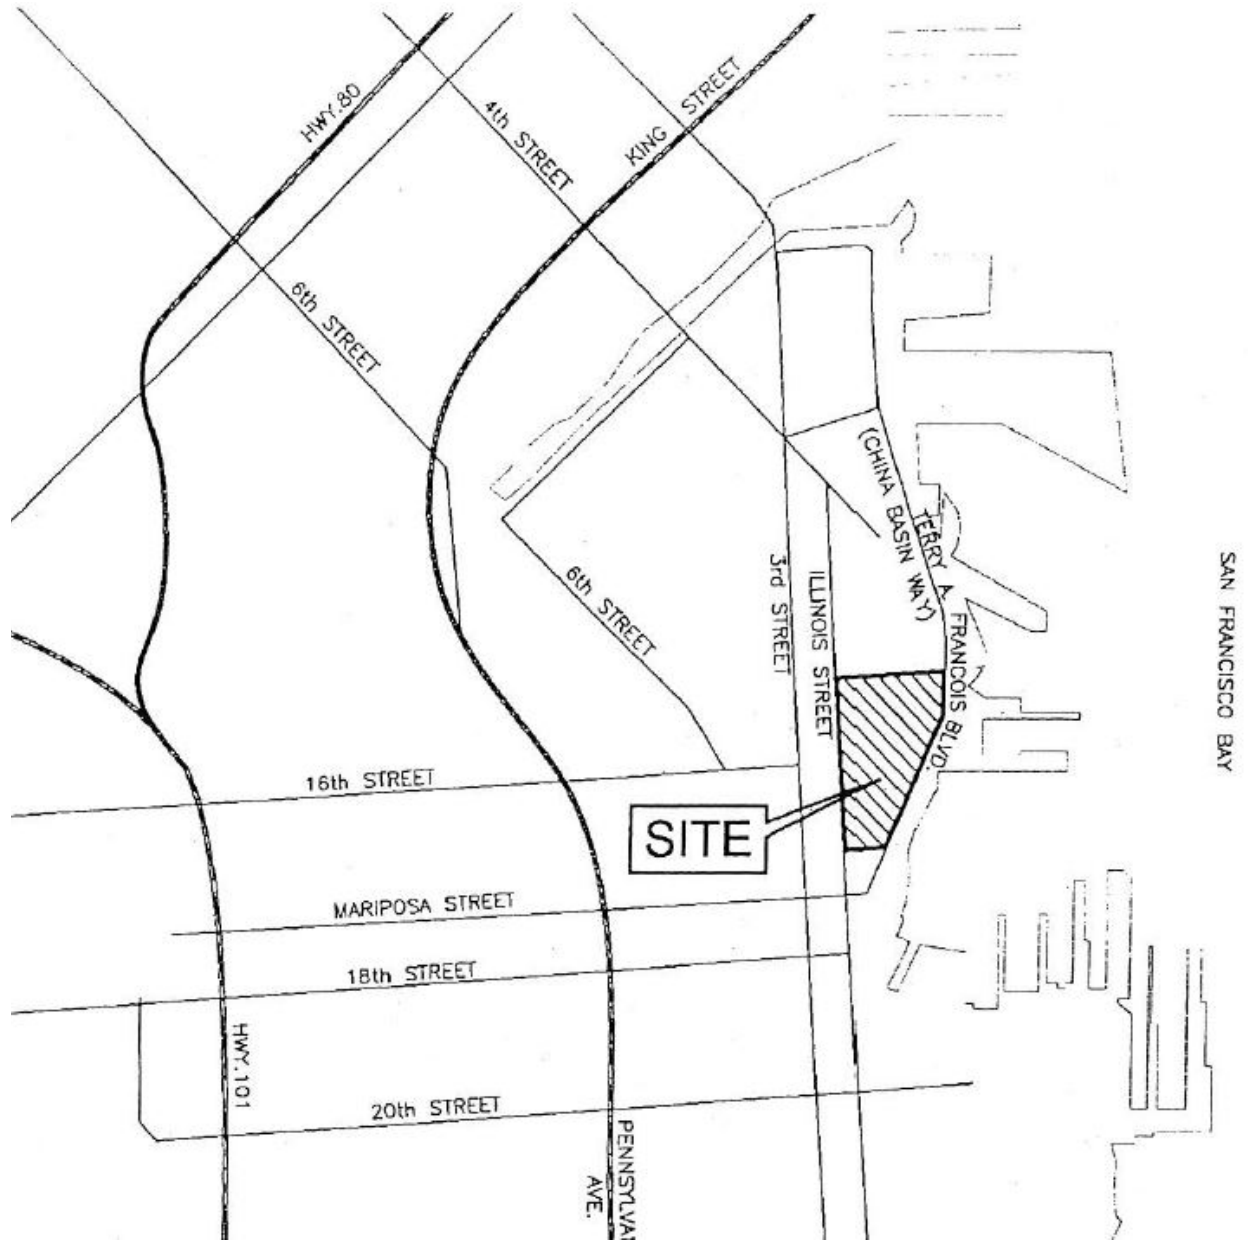 HWY.80
4th STREET
KING STREET
6th STREET
(CHINA BASIN WAY)
TERRY A. FRANCOIS BLVD.
SAN FRANCISCO BAY
6th STREET
3rd STREET
ILLINOIS STREET
16th STREET
SITE
MARIPOSA STREET
18th STREET
HWY.101
20th STREET
PENNSYLVA
AVE.